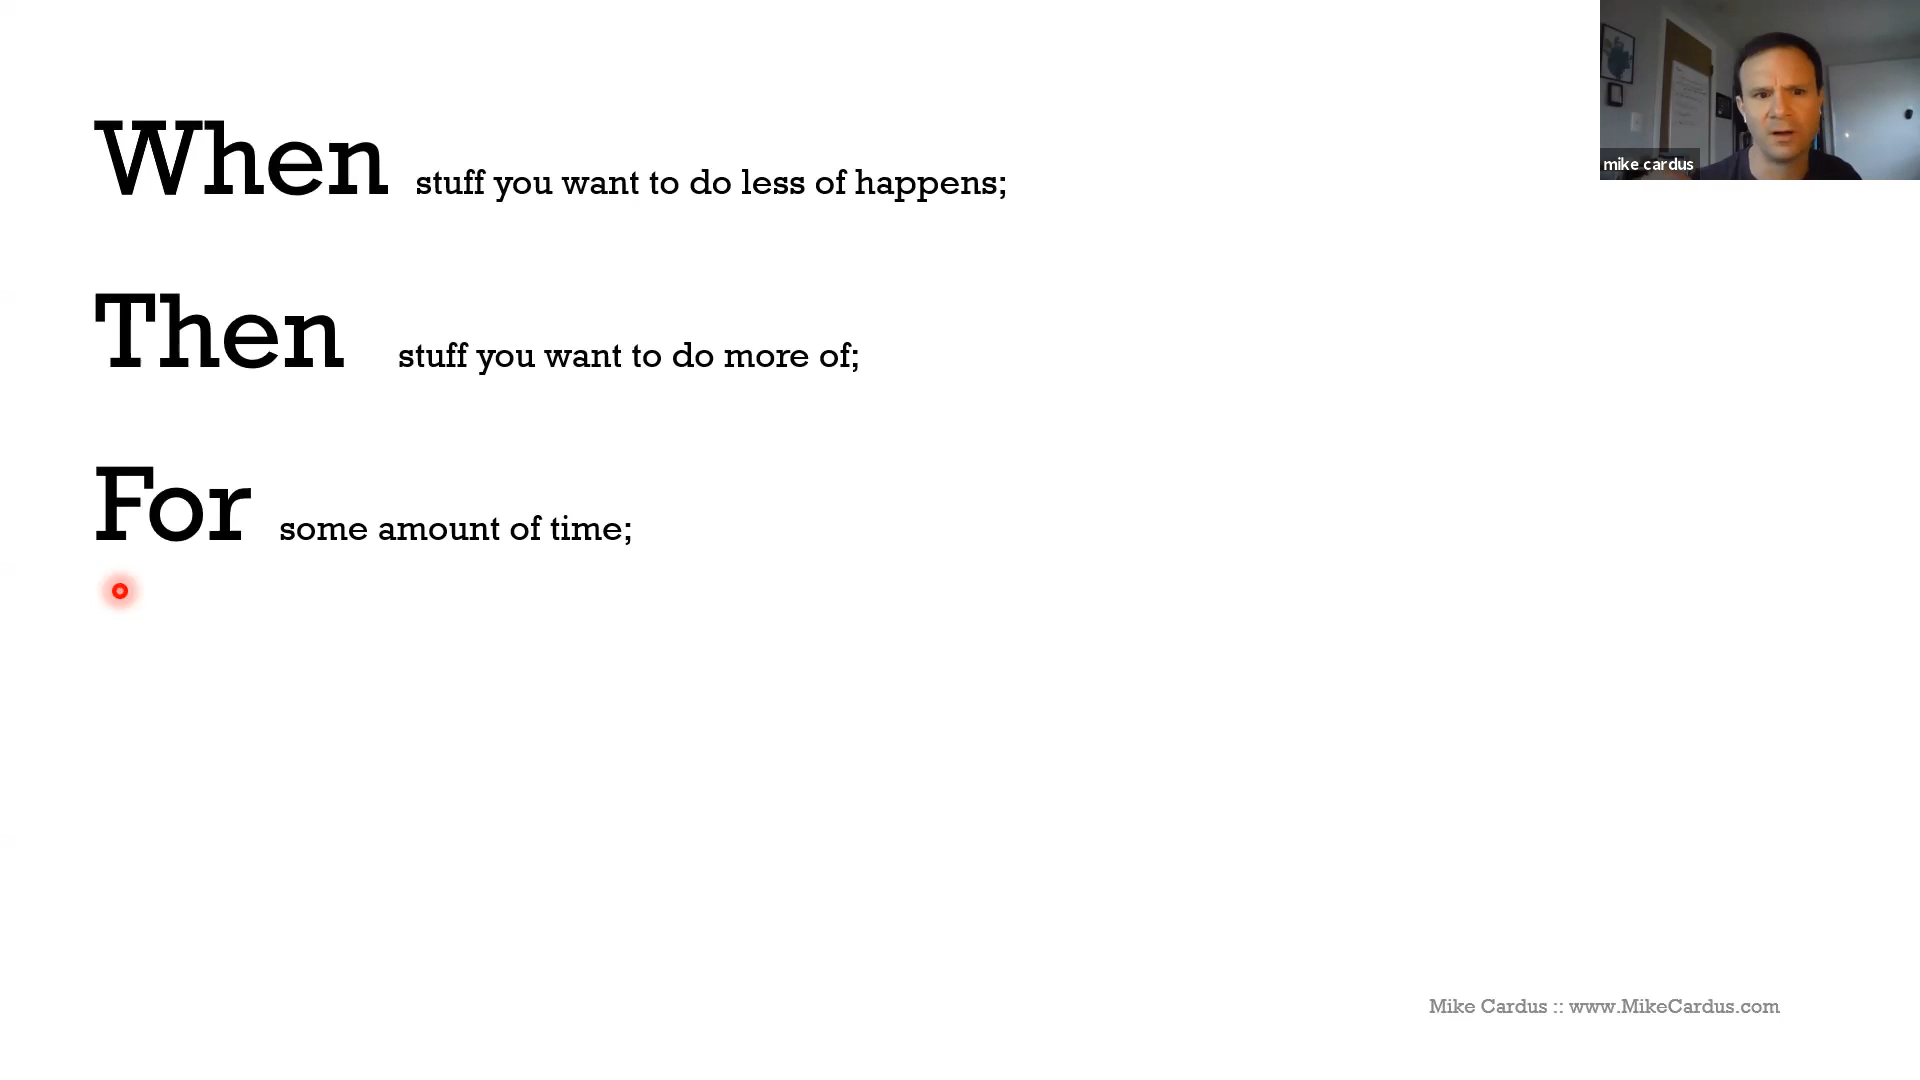 When stuff you want to do less of happens;
Then stuff you want to do more of;
For some amount of time;
mike cardus
Mike Cardus :: www.MikeCardus.com